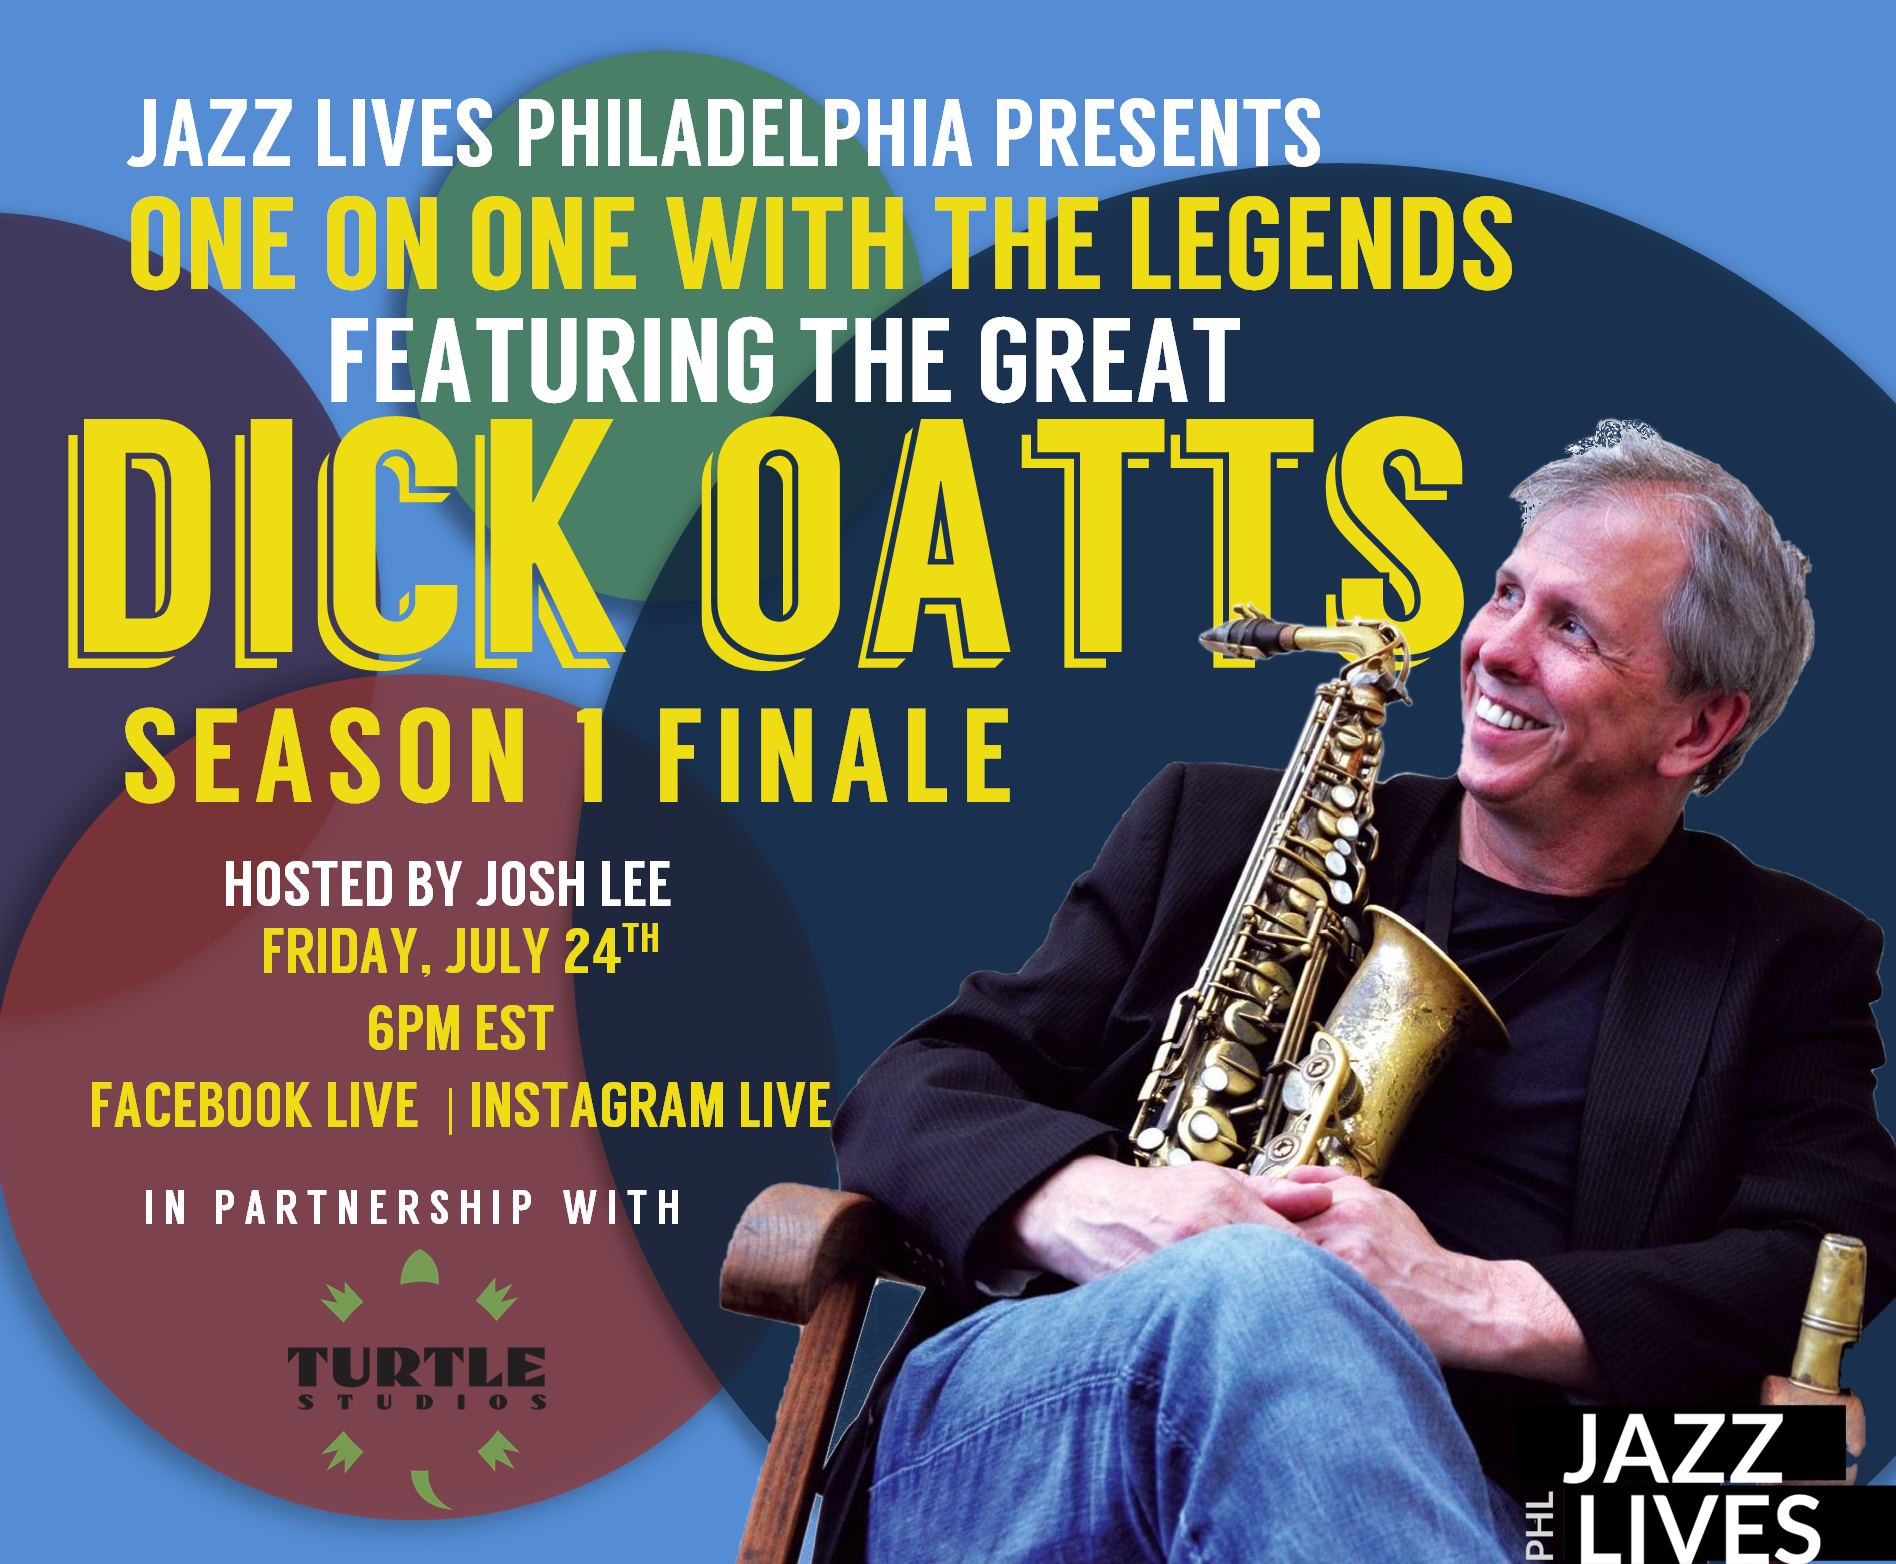 JAZZ LIVES PHILADELPHIA PRESENTS
ONE ON ONE WITH THE LEGENDS
FEATURING THE GREAT
DICK OATTS
SEASON 1 FINALE
HOSTED BY JOSH LEE
FRIDAY, JULY 24TH
6PM EST
FACEBOOK LIVE | INSTAGRAM LIVE
IN PARTNERSHIP WITH
TURTLE
STUDIOS
JAZZ
PHL LIVES